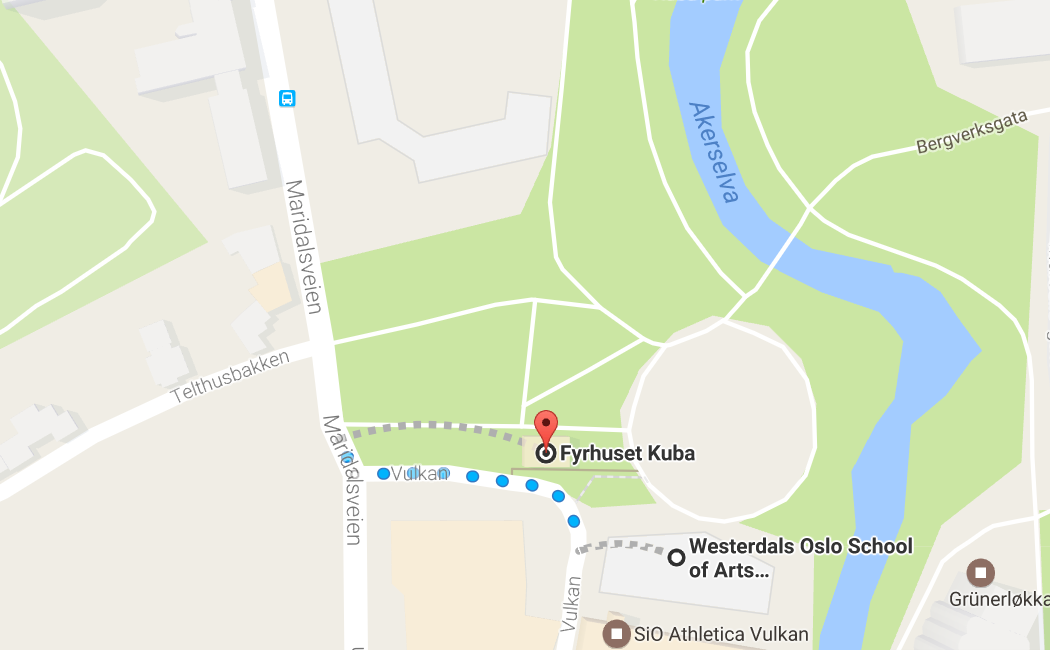 Akerselva
Bergverksgata
Maridalsveien
Telthusbakken
Maridalsveien
Fyrhuset Kuba
Vulkan
Westerdals Oslo School
of Arts...
Vulkan
Grünerløkka
SiO Athletica Vulkan